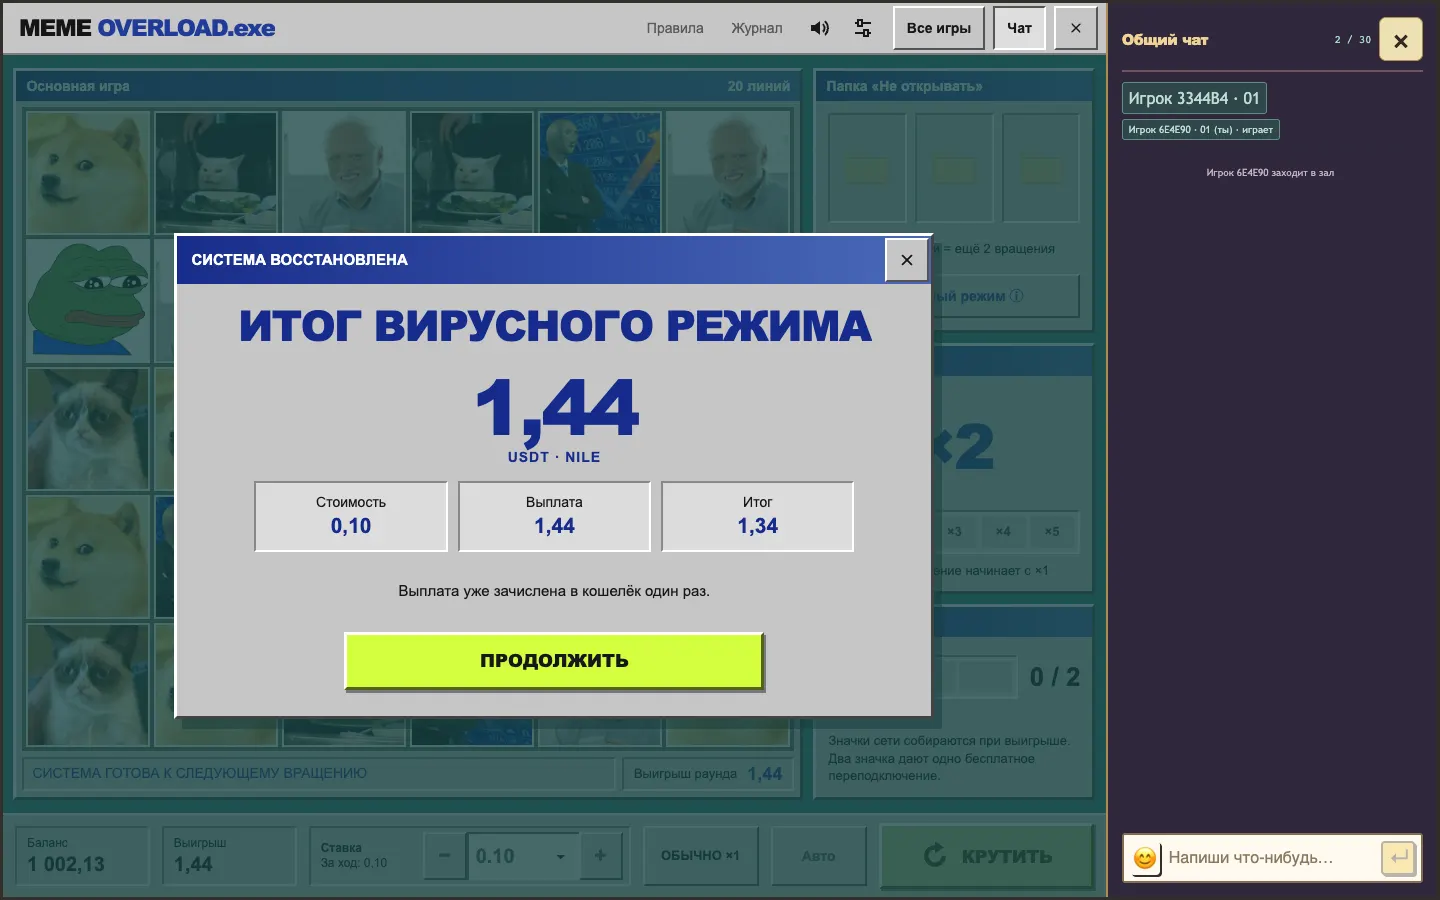 MEME OVERLOAD.exe
Правила
Журнал
Все игры
Чат
×
Основная игра
20 линий
Папка «Не открывать»
= ещё 2 вращения
ый режим ⓘ
СИСТЕМА ВОССТАНОВЛЕНА
×
ИТОГ ВИРУСНОГО РЕЖИМА
1,44
USDT · NILE
Стоимость
0,10
Выплата
1,44
Итог
1,34
Выплата уже зачислена в кошелёк один раз.
ПРОДОЛЖИТЬ
×2
×3
×4
×5
ение начинает с ×1
0 / 2
Значки сети собираются при выигрыше.
Два значка дают одно бесплатное
переподключение.
СИСТЕМА ГОТОВА К СЛЕДУЮЩЕМУ ВРАЩЕНИЮ
Выигрыш раунда 1,44
Баланс
1 002,13
Выигрыш
1,44
Ставка
За ход: 0.10
−
0.10
+
ОБЫЧНО ×1
Авто
КРУТИТЬ
Общий чат
2 / 30
×
Игрок 3344B4 · 01
Игрок 6E4E90 · 01 (ты) · играет
Игрок 6E4E90 заходит в зал
Напиши что-нибудь…